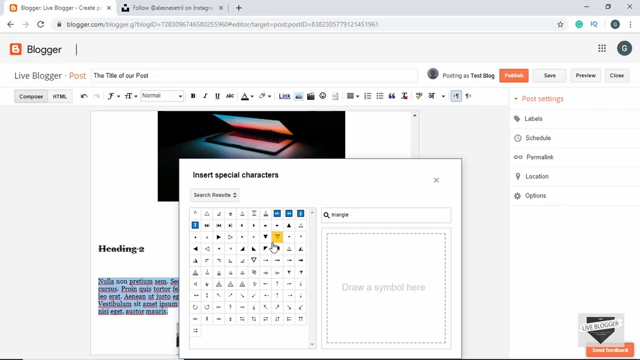 Blogger: Live Blogger - Create p
Follow @alesnesetril on Instagram
blogger.com/blogger.g?blogID=7283096746580255960#editor/target=post;postID=8382305779121451961
Blogger
Live Blogger · Post
The Title of our Post
Posting as Test Blog
Publish
Save
Preview
Close
Compose
HTML
Normal
Link
Post settings
Labels
Schedule
Permalink
Location
Options
Insert special characters
Search Results
triangle
Draw a symbol here
Heading 2
Nulla non pretium sem. Se
cursus. Proin quis tortor fe
leo erat. Aenean ut justo eg
Vestibulum sit amet ipsum
nisi eget, auctor mauris.
LIVE BLOGGER
Send feedback